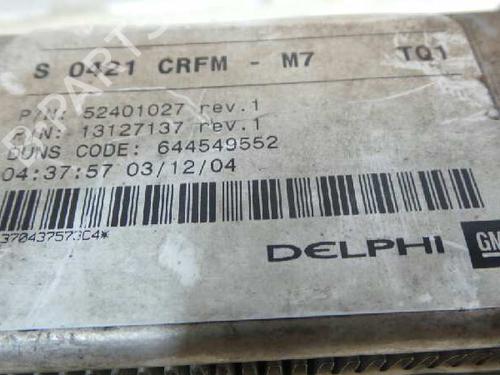 S 0421 CRFM - M7 TQ1
P/N: 52401027 rev.1
P/N: 13127137 rev.1
DUNS CODE: 644549552
04:37:57 03/12/04
370437573C4*
DELPHI GM